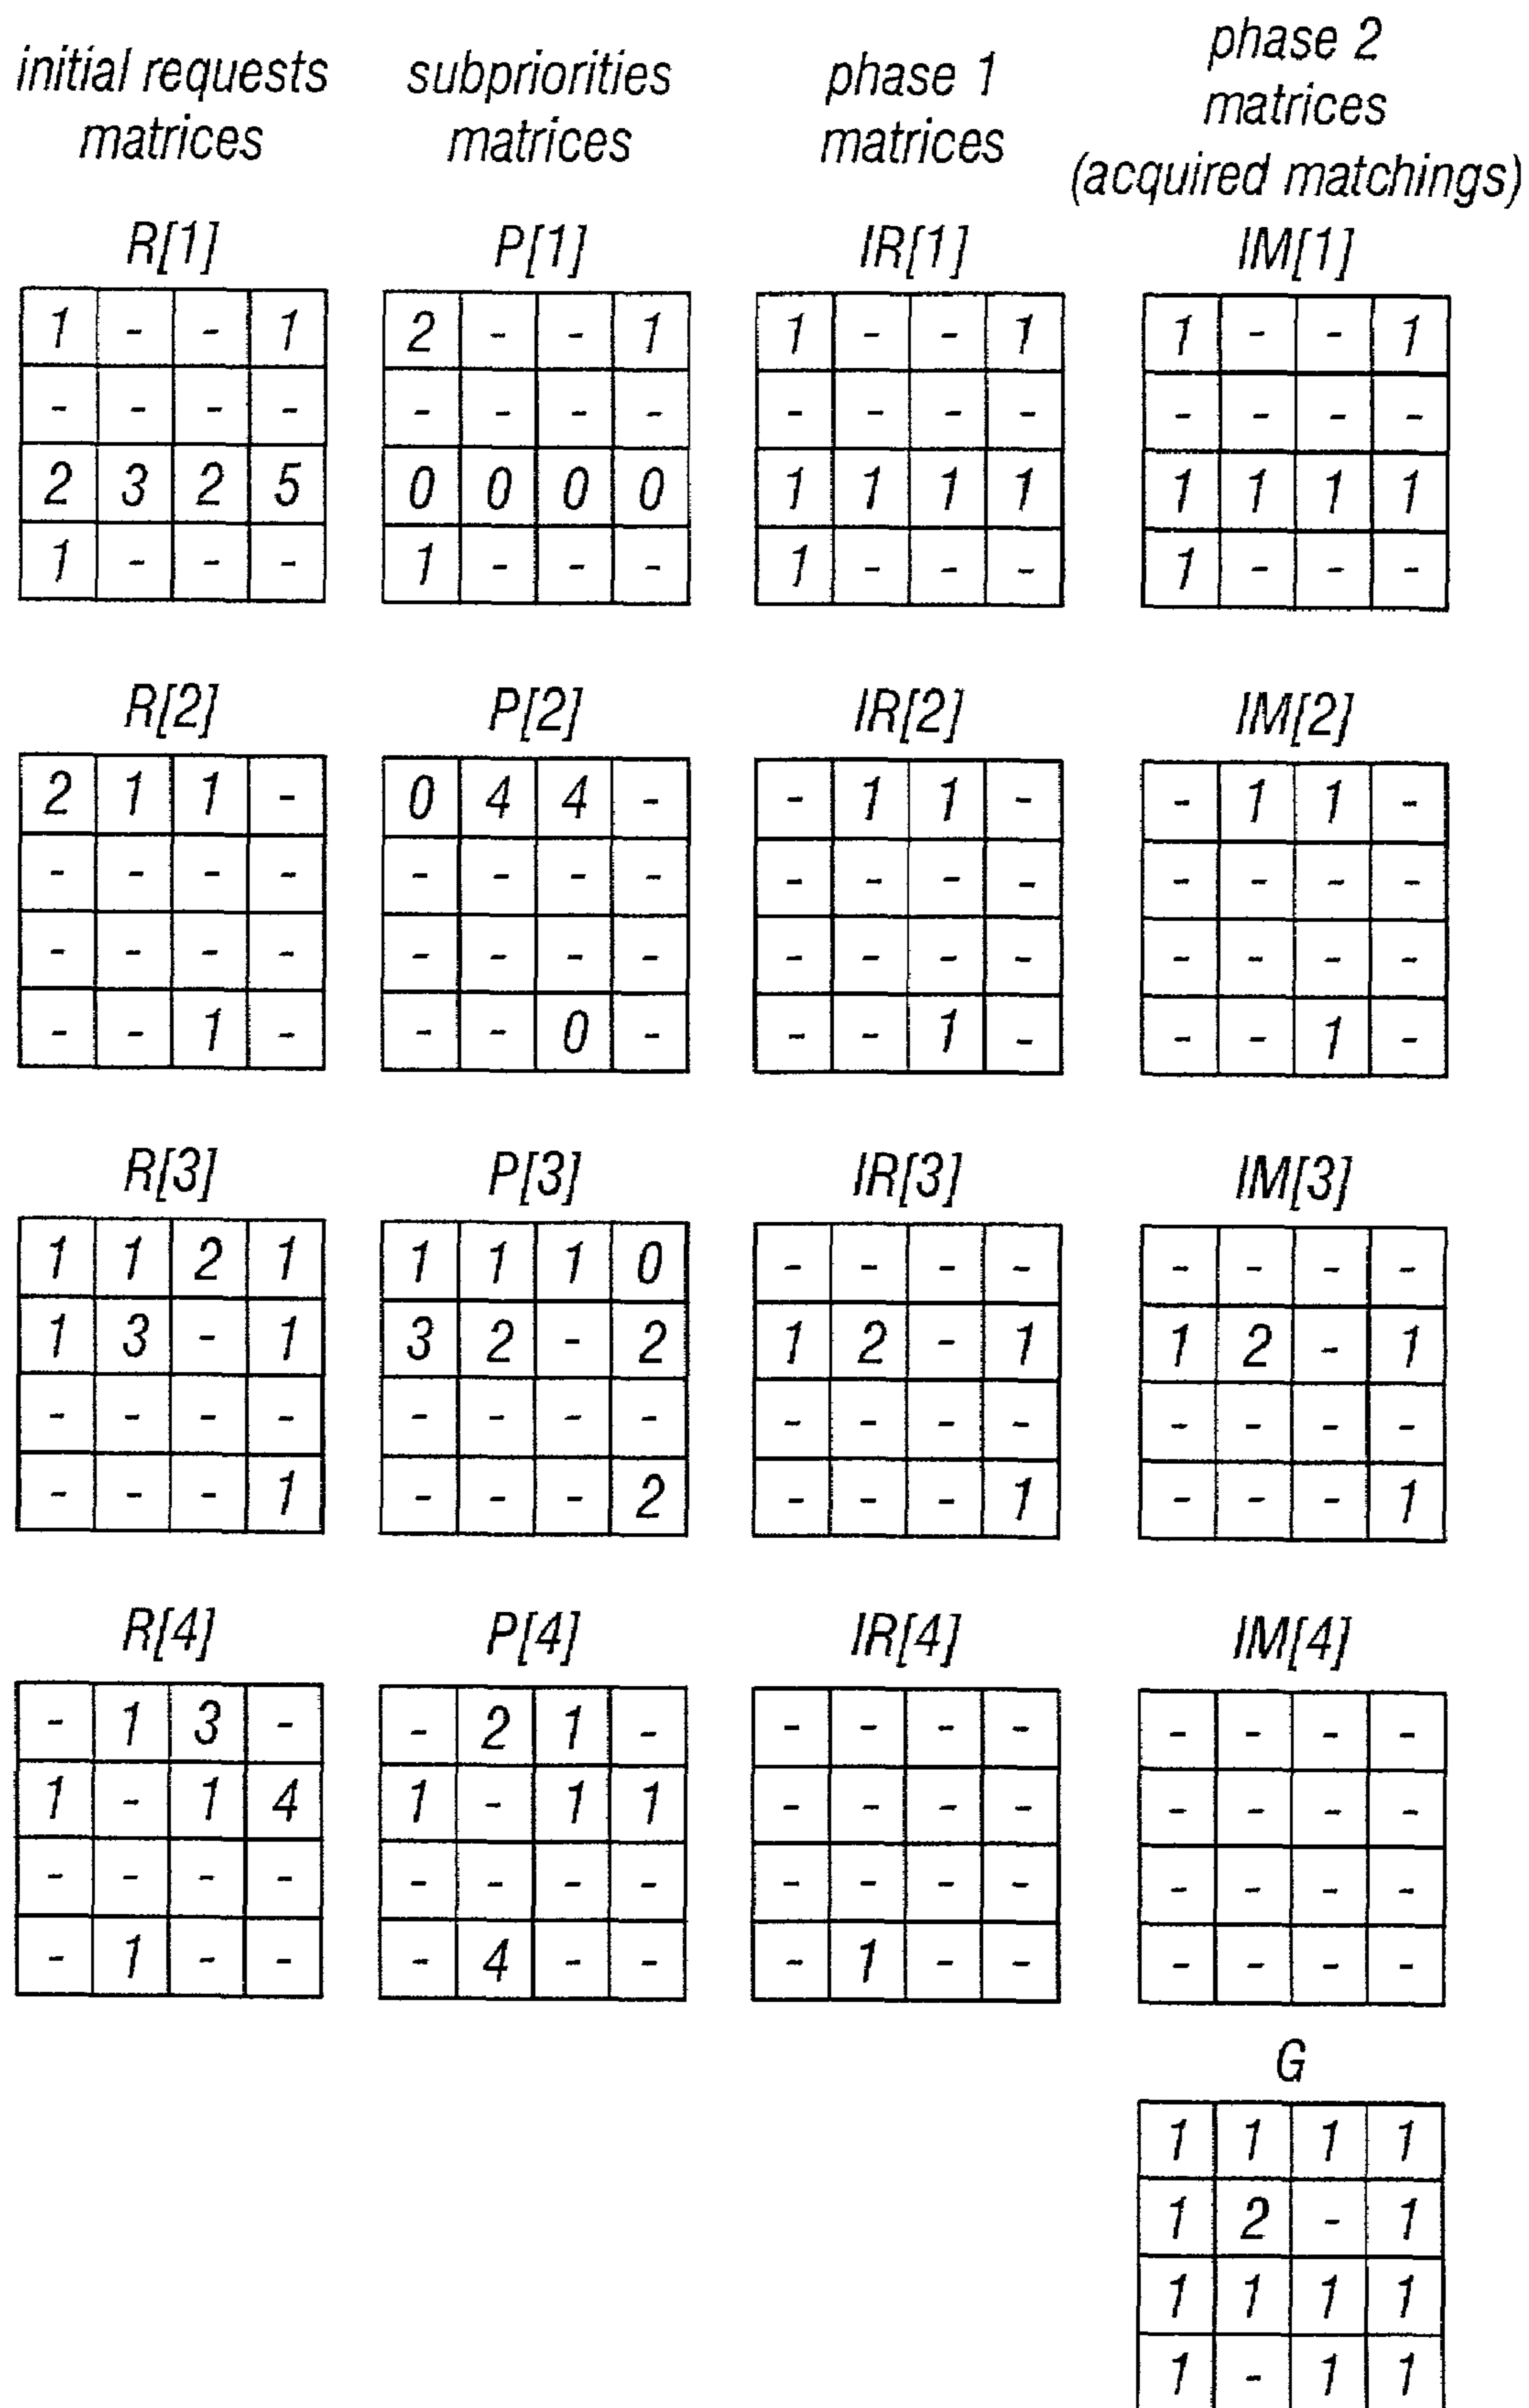 initial requests matrices
subpriorities matrices
phase 1 matrices
phase 2 matrices (acquired matchings)
R[1] P[1] IR[1] IM[1]
1 - - 1 2 - - 1 1 - - 1 1 - - 1
- - - - - - - - - - - - - - - -
2 3 2 5 0 0 0 0 1 1 1 1 1 1 1 1
1 - - - 1 - - - 1 - - - 1 - - -
R[2] P[2] IR[2] IM[2]
2 1 1 - 0 4 4 - - 1 1 - - 1 1 -
- - - - - - - - - - - - - - - -
- - - - - - - - - - - - - - - -
- - 1 - - - 0 - - - 1 - - - 1 -
R[3] P[3] IR[3] IM[3]
1 1 2 1 1 1 1 0 - - - - - - - -
1 3 - 1 3 2 - 2 1 2 - 1 1 2 - 1
- - - - - - - - - - - - - - - -
- - - 1 - - - 2 - - - 1 - - - 1
R[4] P[4] IR[4] IM[4]
- 1 3 - - 2 1 - - - - - - - - -
1 - 1 4 1 - 1 1 - - - - - - - -
- - - - - - - - - - - - - - - -
- 1 - - - 4 - - - 1 - - - - - -
G
1 1 1 1
1 2 - 1
1 1 1 1
1 - 1 1